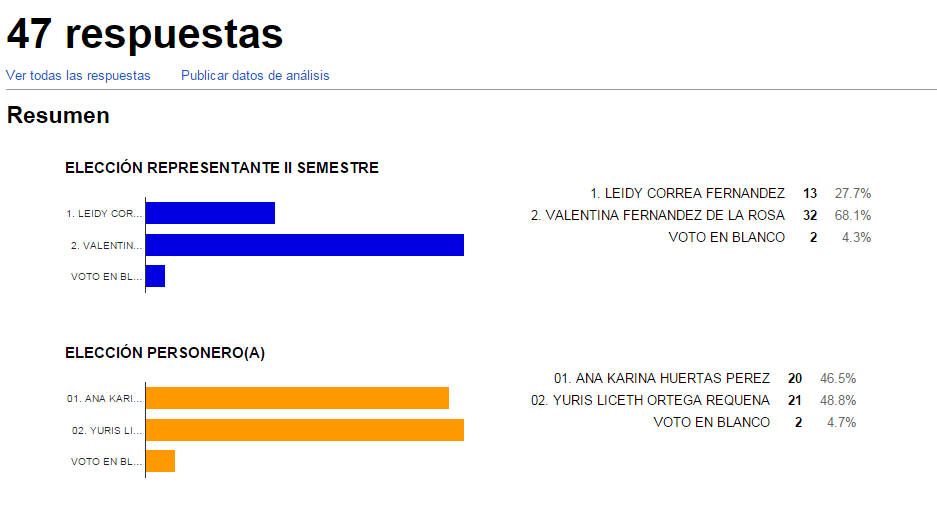 47 respuestas
Ver todas las respuestas Publicar datos de análisis
Resumen
ELECCIÓN REPRESENTANTE II SEMESTRE
1. LEIDY COR...
2. VALENTIN...
VOTO EN BL...
1. LEIDY CORREA FERNANDEZ 13 27.7%
2. VALENTINA FERNANDEZ DE LA ROSA 32 68.1%
VOTO EN BLANCO 2 4.3%
ELECCIÓN PERSONERO(A)
01. ANA KARI...
02. YURIS LI...
VOTO EN BL...
01. ANA KARINA HUERTAS PEREZ 20 46.5%
02. YURIS LICETH ORTEGA REQUENA 21 48.8%
VOTO EN BLANCO 2 4.7%